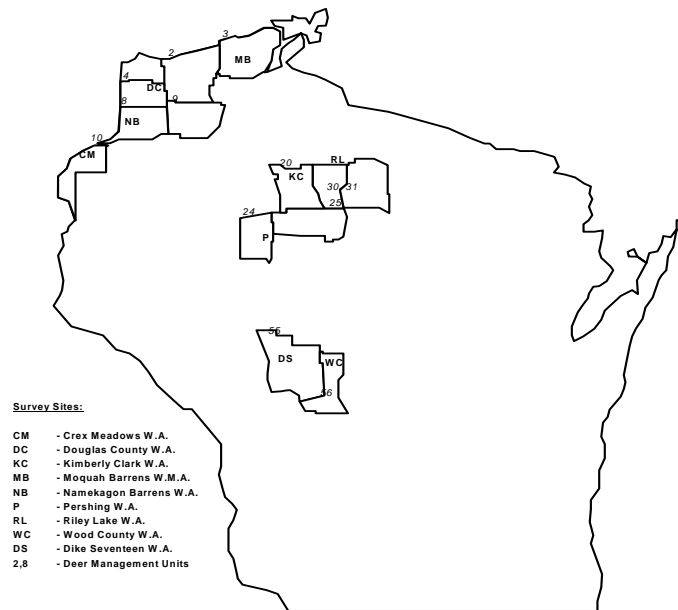 3
2
MB
4
DC
8
9
NB
10
CM
20
RL
KC
30
31
25
24
P
55
DS
WC
56
Survey Sites:
CM - Crex Meadows W.A.
DC - Douglas County W.A.
KC - Kimberly Clark W.A.
MB - Moquah Barrens W.M.A.
NB - Namekagon Barrens W.A.
P - Pershing W.A.
RL - Riley Lake W.A.
WC - Wood County W.A.
DS - Dike Seventeen W.A.
2,8 - Deer Management Units